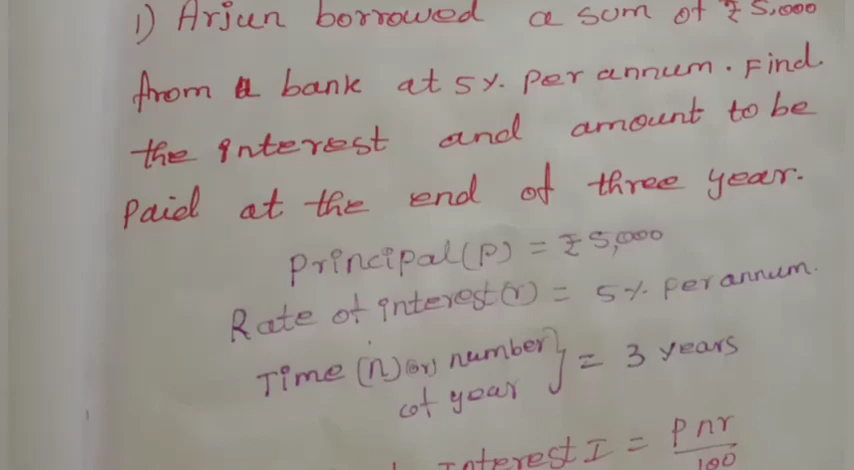 1) Arjun borrowed a sum of ₹ 5,000
from a bank at 5%. Per annum. Find.
the interest and amount to be
Paid at the end of three year.
Principal(P) = ₹ 5,000
Rate of interest(r) = 5%. Per annum.
Time (n) (or) number of year } = 3 years
Interest I = Pnr/100